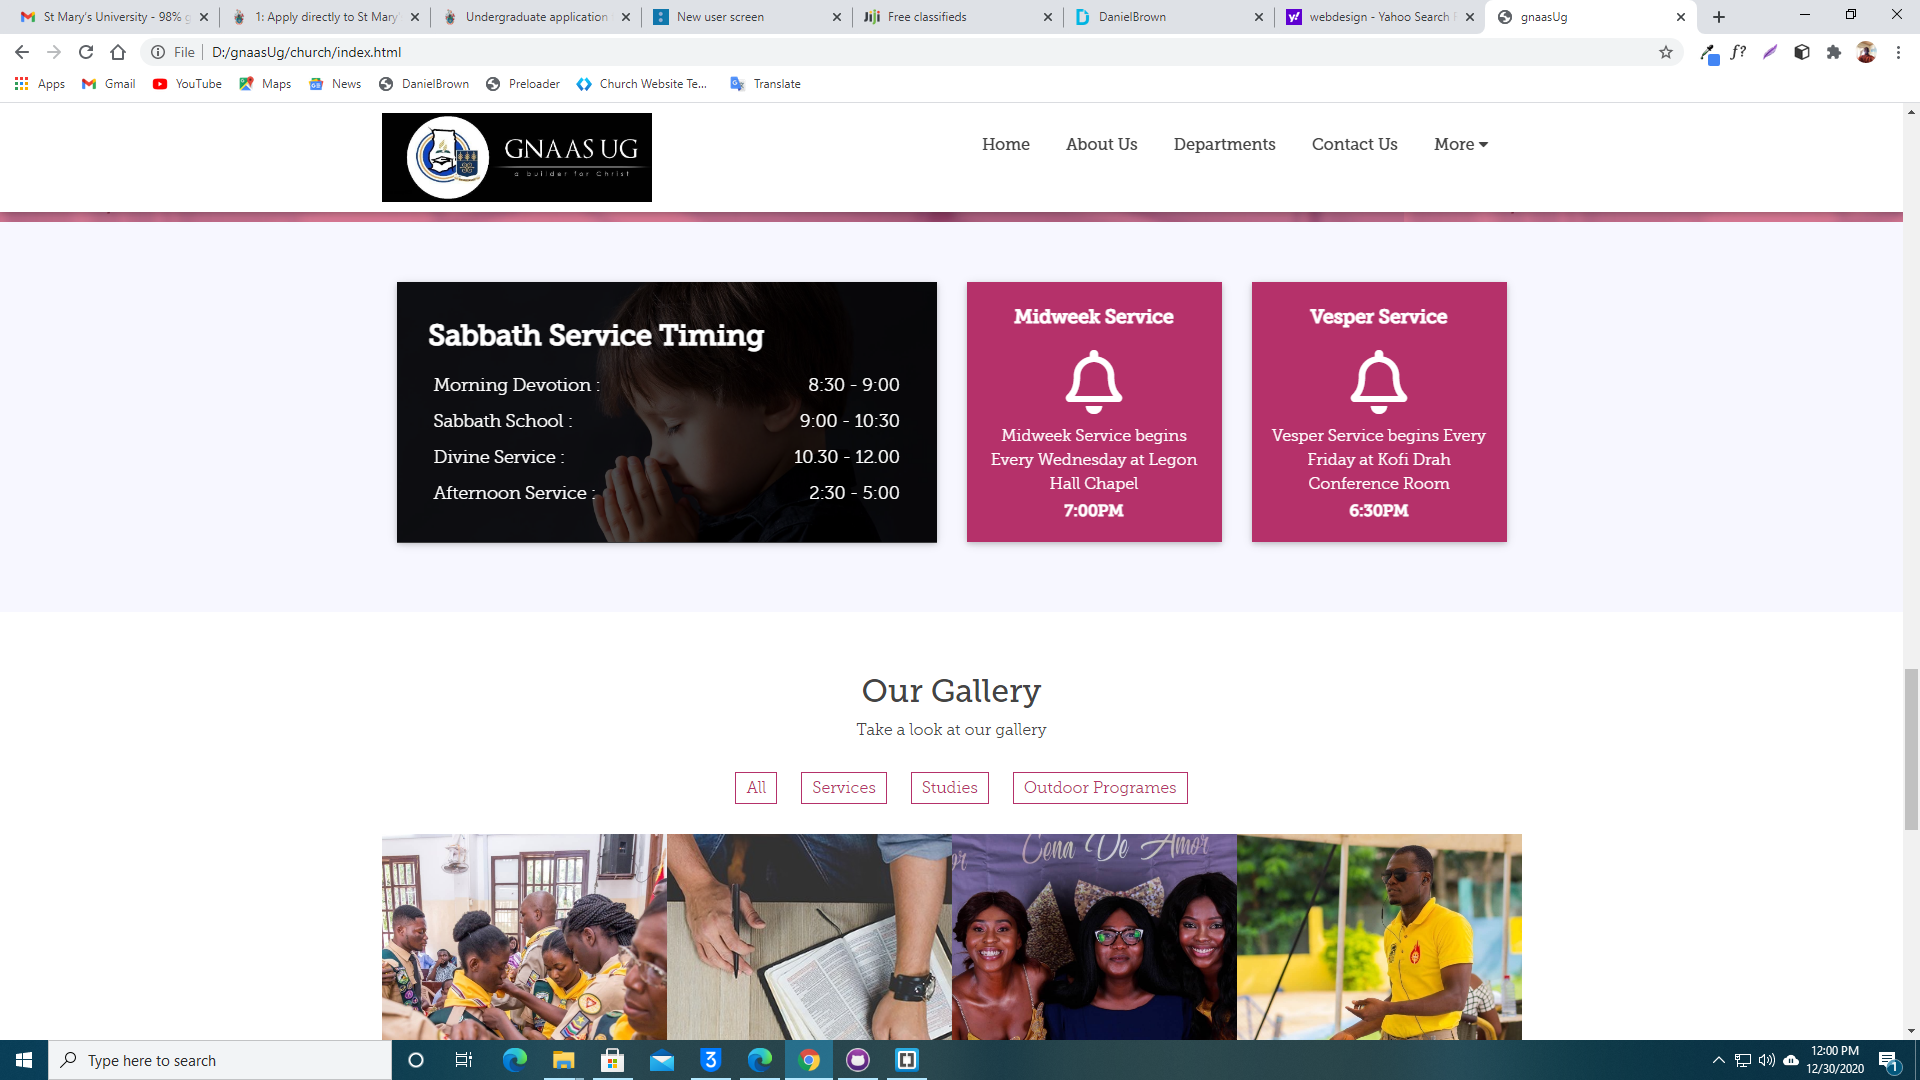 St Mary's University - 98% g
1: Apply directly to St Mary'
Undergraduate application
New user screen
Free classifieds
DanielBrown
webdesign - Yahoo Search
gnaasUg
File
D:/gnaasUg/church/index.html
f?
Apps
Gmail
YouTube
Maps
News
DanielBrown
Preloader
Church Website Te...
Translate
GNAAS UG
a builder for Christ
Home
About Us
Departments
Contact Us
More
Sabbath Service Timing
Morning Devotion : 8:30 - 9:00
Sabbath School : 9:00 - 10:30
Divine Service : 10.30 - 12.00
Afternoon Service : 2:30 - 5:00
Midweek Service
Midweek Service begins
Every Wednesday at Legon
Hall Chapel
7:00PM
Vesper Service
Vesper Service begins Every
Friday at Kofi Drah
Conference Room
6:30PM
Our Gallery
Take a look at our gallery
All
Services
Studies
Outdoor Programes
Cena De Amor
Type here to search
12:00 PM
12/30/2020
1